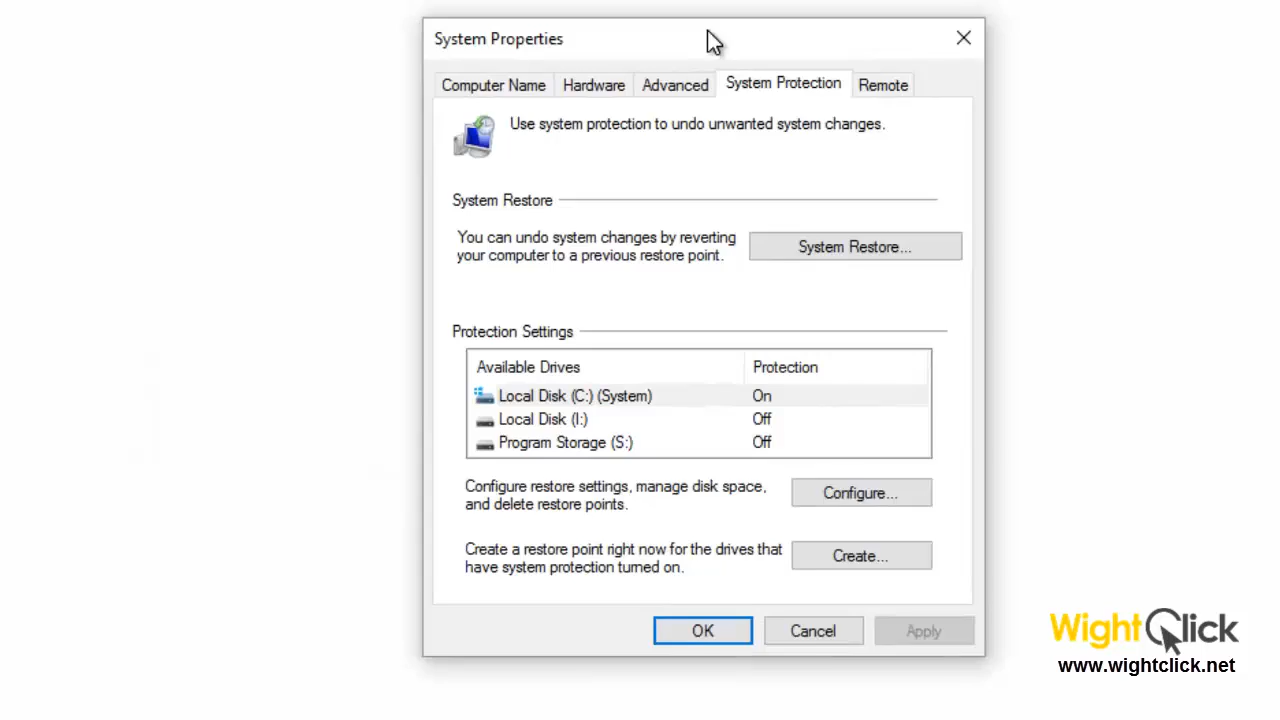 System Properties
Computer Name
Hardware
Advanced
System Protection
Remote
Use system protection to undo unwanted system changes.
System Restore
You can undo system changes by reverting
your computer to a previous restore point.
System Restore...
Protection Settings
Available Drives
Protection
Local Disk (C:) (System)
On
Local Disk (I:)
Off
Program Storage (S:)
Off
Configure restore settings, manage disk space,
and delete restore points.
Configure...
Create a restore point right now for the drives that
have system protection turned on.
Create...
OK
Cancel
Apply
WightClick
www.wightclick.net